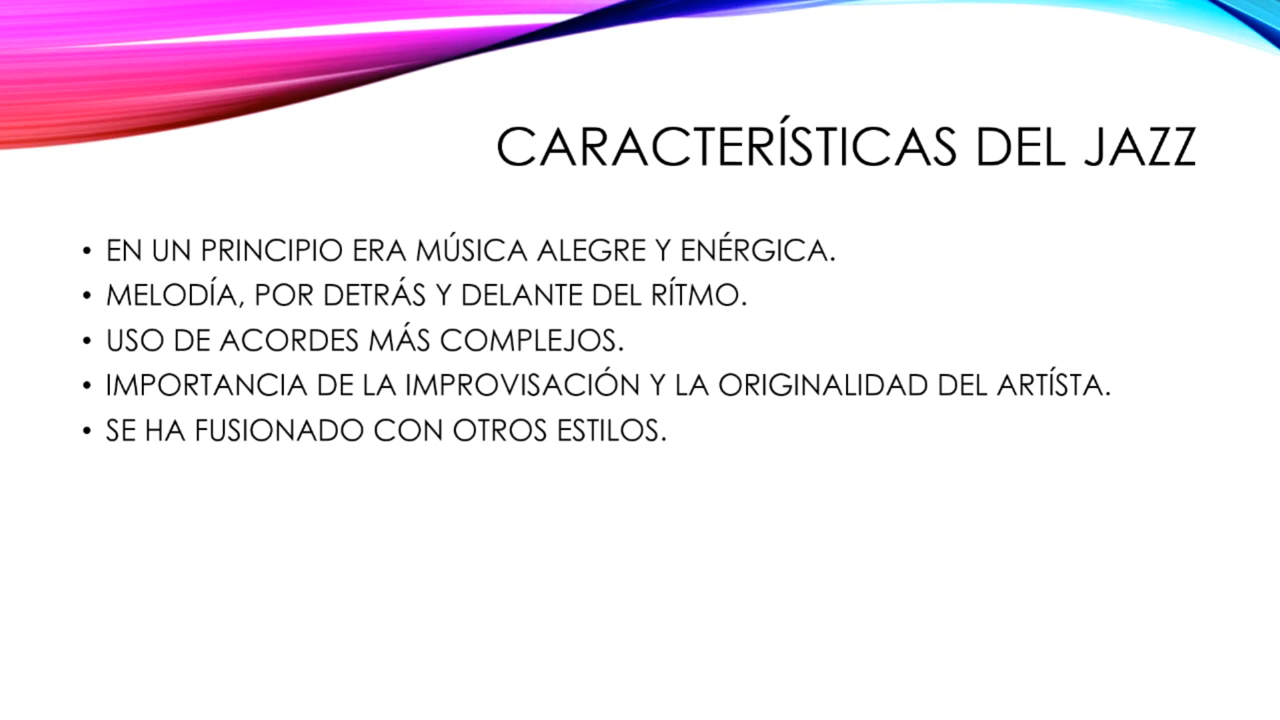 CARACTERÍSTICAS DEL JAZZ
• EN UN PRINCIPIO ERA MÚSICA ALEGRE Y ENÉRGICA.
• MELODÍA, POR DETRÁS Y DELANTE DEL RÍTMO.
• USO DE ACORDES MÁS COMPLEJOS.
• IMPORTANCIA DE LA IMPROVISACIÓN Y LA ORIGINALIDAD DEL ARTÍSTA.
• SE HA FUSIONADO CON OTROS ESTILOS.